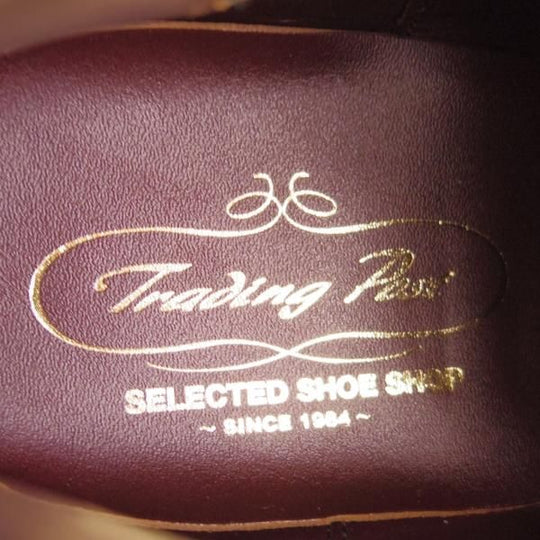 Trading Post
SELECTED SHOE SHOP
~ SINCE 1984 ~